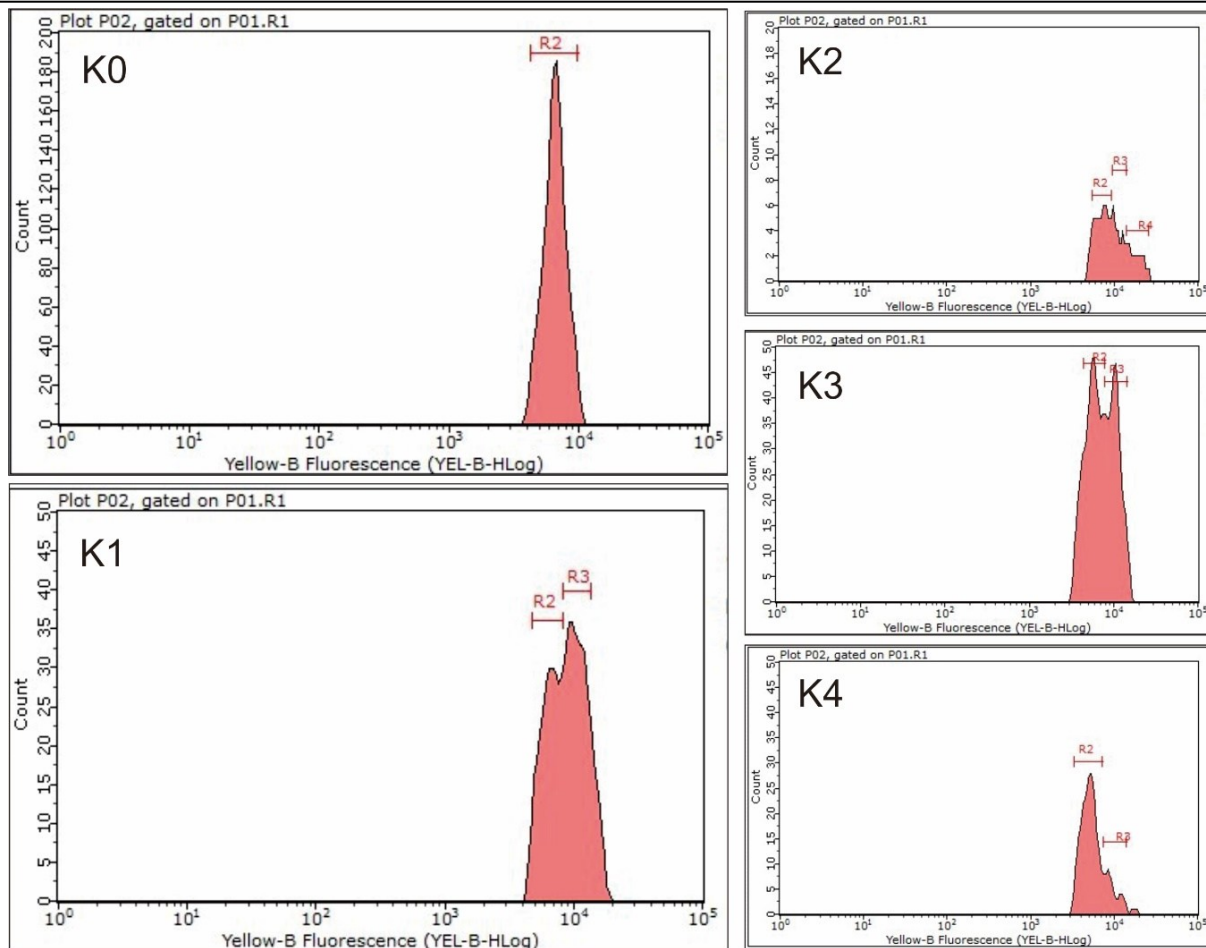 Plot P02, gated on P01.R1
K0
R2
200
180
160
140
120
100
80
60
40
20
0
Count
10⁰ 10¹ 10² 10³ 10⁴ 10⁵
Yellow-B Fluorescence (YEL-B-HLog)
Plot P02, gated on P01.R1
K1
R3
R2
50
45
40
35
30
25
20
15
10
5
0
Count
10⁰ 10¹ 10² 10³ 10⁴ 10⁵
Yellow-B Fluorescence (YEL-B-HLog)
Plot P02, gated on P01.R1
K2
R3
R2
R4
20
18
16
14
12
10
8
6
4
2
0
Count
10⁰ 10¹ 10² 10³ 10⁴ 10⁵
Yellow-B Fluorescence (YEL-B-HLog)
Plot P02, gated on P01.R1
K3
R2
R3
50
45
40
35
30
25
20
15
10
5
0
Count
10⁰ 10¹ 10² 10³ 10⁴ 10⁵
Yellow-B Fluorescence (YEL-B-HLog)
Plot P02, gated on P01.R1
K4
R2
R3
50
45
40
35
30
25
20
15
10
5
0
Count
10⁰ 10¹ 10² 10³ 10⁴ 10⁵
Yellow-B Fluorescence (YEL-B-HLog)